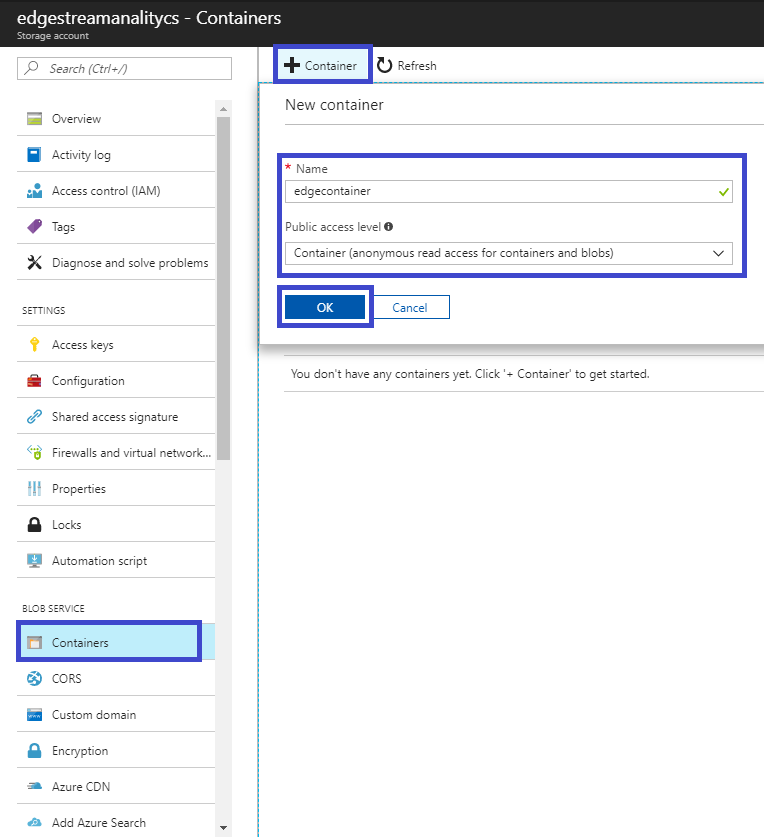 edgestreamanalitycs - Containers
Storage account
Search (Ctrl+/)
Overview
Activity log
Access control (IAM)
Tags
Diagnose and solve problems
SETTINGS
Access keys
Configuration
Shared access signature
Firewalls and virtual network...
Properties
Locks
Automation script
BLOB SERVICE
Containers
CORS
Custom domain
Encryption
Azure CDN
Add Azure Search
Container
Refresh
New container
* Name
edgecontainer
Public access level
Container (anonymous read access for containers and blobs)
OK
Cancel
You don't have any containers yet. Click '+ Container' to get started.